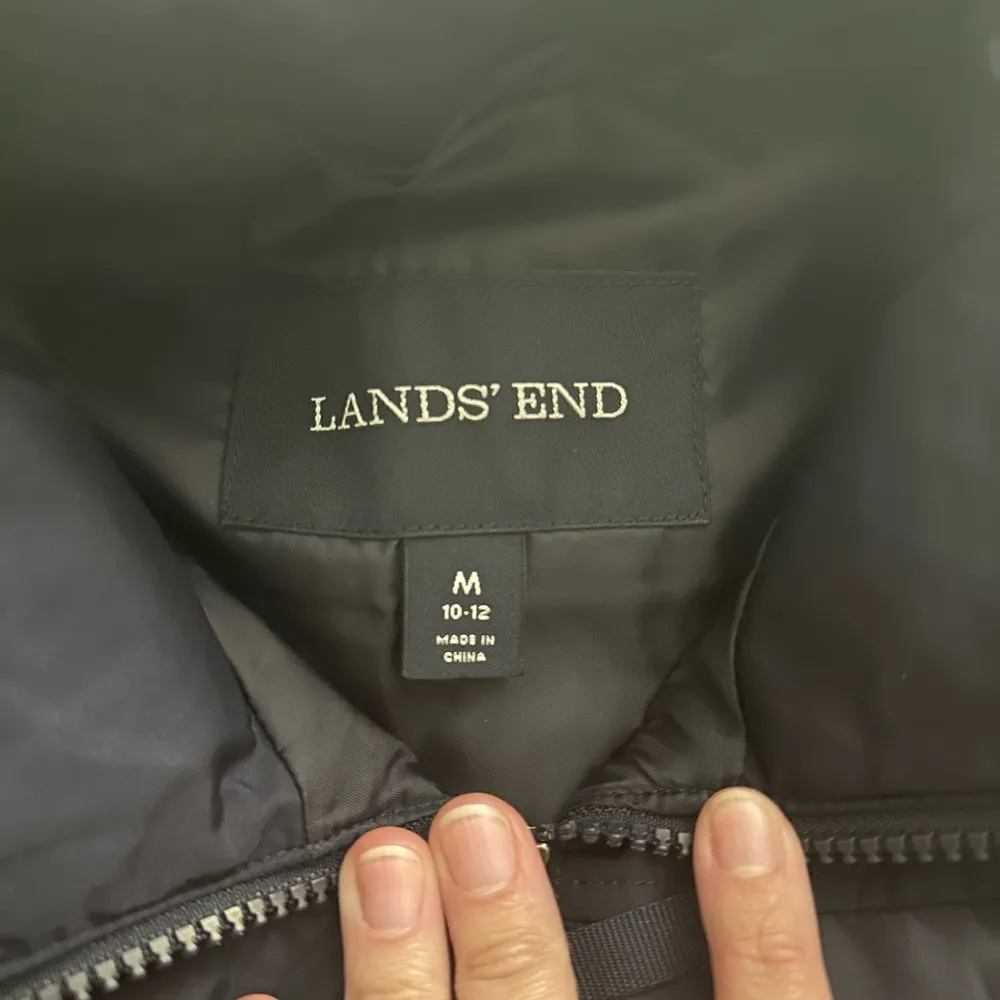 LANDS’ END
M
10-12
MADE IN
CHINA